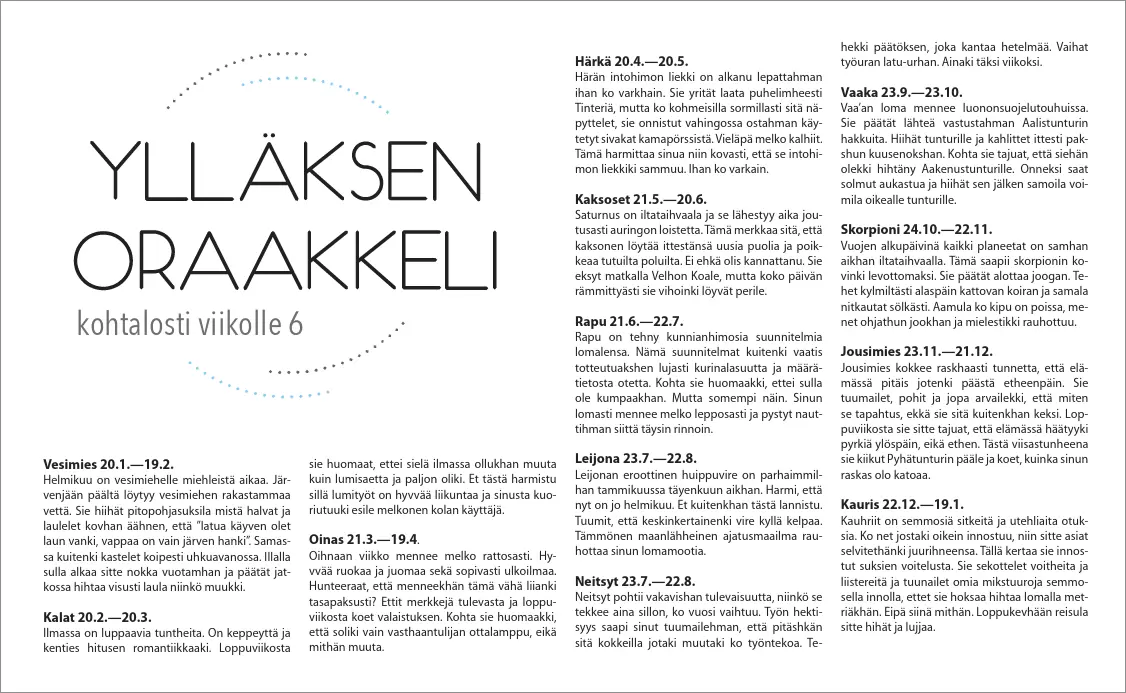 YLLÄKSEN
ORAAKKELI
kohtalosti viikolle 6
Vesimies 20.1.—19.2.
Helmikuu on vesimiehelle miehleistä aikaa. Jär-
venjään päältä löytyy vesimiehen rakastammaa
vettä. Sie hiihät pitopohjasuksila mistä halvat ja
laulelet kovhan äähnen, että ”latua käyven olet
laun vanki, vappaa on vain järven hanki”. Samas-
sa kuitenki kastelet koipesti uhkuavanossa. Illalla
sulla alkaa sitte nokka vuotamhan ja päätät jat-
kossa hihtaa visusti laula niinkö muukki.
Kalat 20.2.—20.3.
Ilmassa on luppaavia tuntheita. On keppeyttä ja
kenties hitusen romantiikkaaki. Loppuviikosta
sie huomaat, ettei sielä ilmassa ollukhan muuta
kuin lumisaetta ja paljon oliki. Et tästä harmistu
sillä lumityöt on hyvvää liikuntaa ja sinusta kuo-
riutuuki esile melkonen kolan käyttäjä.
Oinas 21.3.—19.4.
Oihnaan viikko mennee melko rattosasti. Hy-
vvää ruokaa ja juomaa sekä sopivasti ulkoilmaa.
Hunteeraat, että menneekhän tämä vähä liianki
tasapaksusti? Ettit merkkejä tulevasta ja loppu-
viikosta koet valaistuksen. Kohta sie huomaakki,
että soliki vain vasthaantulijan ottalamppu, eikä
mithän muuta.
Härkä 20.4.—20.5.
Härän intohimon liekki on alkanu lepattahman
ihan ko varkhain. Sie yrität laata puhelimheesti
Tinteriä, mutta ko kohmeisilla sormillasti sitä nä-
pyttelet, sie onnistut vahingossa ostahman käy-
tetyt sivakat kamapörssistä. Vieläpä melko kalhiit.
Tämä harmittaa sinua niin kovasti, että se intohi-
mon liekkiki sammuu. Ihan ko varkain.
Kaksoset 21.5.—20.6.
Saturnus on iltataihvaala ja se lähestyy aika jou-
tusasti auringon loistetta. Tämä merkkaa sitä, että
kaksonen löytää ittestänsä uusia puolia ja poik-
keaa tutuilta poluilta. Ei ehkä olis kannattanu. Sie
eksyt matkalla Velhon Koale, mutta koko päivän
rämmittyästi sie vihoinki löyvät perile.
Rapu 21.6.—22.7.
Rapu on tehny kunnianhimosia suunnitelmia
lomalensa. Nämä suunnitelmat kuitenki vaatis
totteutuakshen lujasti kurinalasuutta ja määrä-
tietosta otetta. Kohta sie huomaakki, ettei sulla
ole kumpaakhan. Mutta somempi näin. Sinun
lomasti mennee melko lepposasti ja pystyt naut-
tihman siittä täysin rinnoin.
Leijona 23.7.—22.8.
Leijonan eroottinen huippuvire on parhaimmil-
han tammikuussa täyenkuun aikhan. Harmi, että
nyt on jo helmikuu. Et kuitenkhan tästä lannistu.
Tuumit, että keskinkertainenki vire kyllä kelpaa.
Tämmönen maanlähheinen ajatusmaailma rau-
hottaa sinun lomamootia.
Neitsyt 23.7.—22.8.
Neitsyt pohtii vakavishan tulevaisuutta, niinkö se
tekkee aina sillon, ko vuosi vaihtuu. Työn hekti-
syys saapi sinut tuumailemhan, että pitäshkän
sitä kokkeilla jotaki muutaki ko työntekoa. Te-
hekki päätöksen, joka kantaa hetelmää. Vaihat
työuran latu-urhan. Ainaki täksi viikoksi.
Vaaka 23.9.—23.10.
Vaa’an loma mennee luononsuojelutouhuissa.
Sie päätät lähteä vastustahman Aalistunturin
hakkuita. Hiihät tunturille ja kahlittet ittesti pak-
shun kuusenokshan. Kohta sie tajuat, että siehän
olekki hihtäny Aakenustunturille. Onneksi saat
solmut aukastua ja hiihät sen jälken samoila voi-
mila oikealle tunturille.
Skorpioni 24.10.—22.11.
Vuojen alkupäivinä kaikki planeetat on samhan
aikhan iltataihvaalla. Tämä saapii skorpionin ko-
vinki levottomaksi. Sie päätät alottaa joogan. Te-
het kylmiltästi alaspäin kattovan koiran ja samala
nitkautat sölkästi. Aamula ko kipu on poissa, me-
net ohjathun jookhan ja mielestikki rauhottuu.
Jousimies 23.11.—21.12.
Jousimies kokkee raskhaasti tunnetta, että elä-
mässä pitäis jotenki päästä etheenpäin. Sie
tuumailet, pohit ja jopa arvailekki, että miten
se tapahtus, ekkä sie sitä kuitenkhan keksi. Lop-
puviikosta sie sitte tajuat, että elämässä häätyyki
pyrkiä ylöspäin, eikä ethen. Tästä viisastuneena
sie kiikut Pyhätunturin pääle ja koet, kuinka sinun
raskas olo katoaa.
Kauris 22.12.—19.1.
Kauhriit on semmosiä sitkeitä ja utehliaita otuk-
sia. Ko net jostaki oikein innostuu, niin sitte asiat
selvitethänki juurihneensa. Tällä kertaa sie innos-
tut suksien voitelusta. Sie sekottelet voitheita ja
liistereitä ja tuunailet omia mikstuuroja semmo-
sella innolla, ettet sie hoksaa hihtaa lomalla met-
riäkhän. Eipä siinä mithän. Loppukevhään reisula
sitte hihät ja lujjaa.